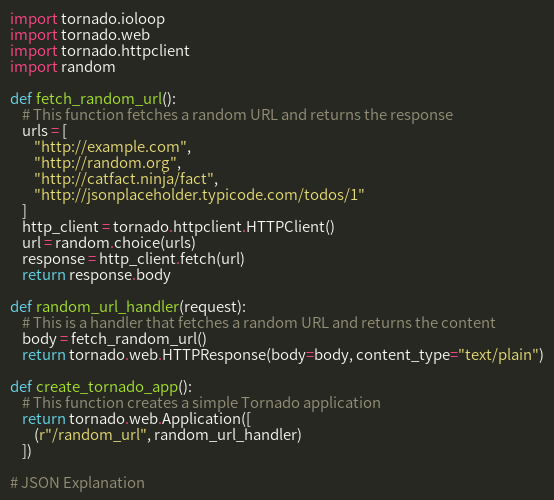 import tornado.ioloop
import tornado.web
import tornado.httpclient
import random

def fetch_random_url():
    # This function fetches a random URL and returns the response
    urls = [
        "http://example.com",
        "http://random.org",
        "http://catfact.ninja/fact",
        "http://jsonplaceholder.typicode.com/todos/1"
    ]
    http_client = tornado.httpclient.HTTPClient()
    url = random.choice(urls)
    response = http_client.fetch(url)
    return response.body

def random_url_handler(request):
    # This is a handler that fetches a random URL and returns the content
    body = fetch_random_url()
    return tornado.web.HTTPResponse(body=body, content_type="text/plain")

def create_tornado_app():
    # This function creates a simple Tornado application
    return tornado.web.Application([
        (r"/random_url", random_url_handler)
    ])

# JSON Explanation